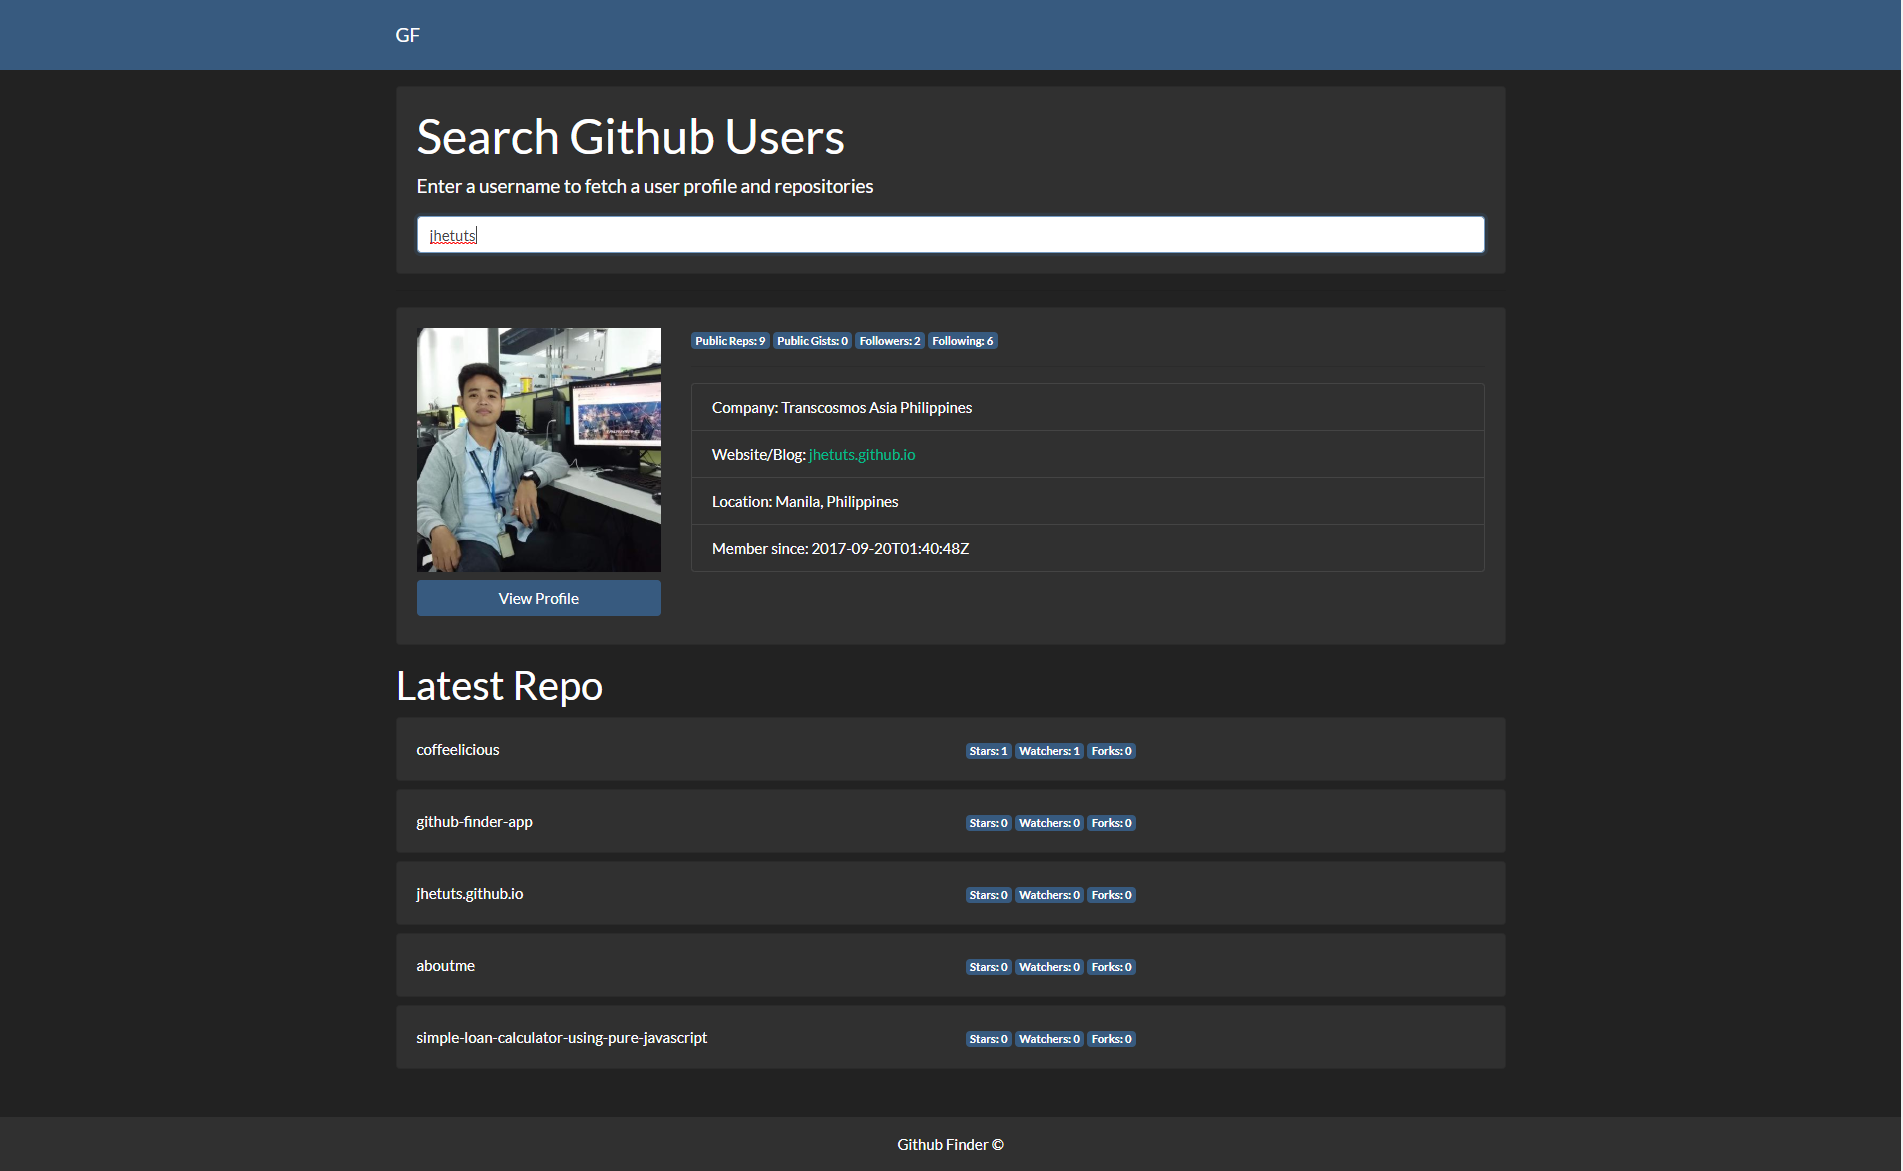 GF
Search Github Users
Enter a username to fetch a user profile and repositories
jhetuts
Public Reps: 9 Public Gists: 0 Followers: 2 Following: 6
Company: Transcosmos Asia Philippines
Website/Blog: jhetuts.github.io
Location: Manila, Philippines
Member since: 2017-09-20T01:40:48Z
View Profile
Latest Repo
coffeelicious Stars: 1 Watchers: 1 Forks: 0
github-finder-app Stars: 0 Watchers: 0 Forks: 0
jhetuts.github.io Stars: 0 Watchers: 0 Forks: 0
aboutme Stars: 0 Watchers: 0 Forks: 0
simple-loan-calculator-using-pure-javascript Stars: 0 Watchers: 0 Forks: 0
Github Finder ©